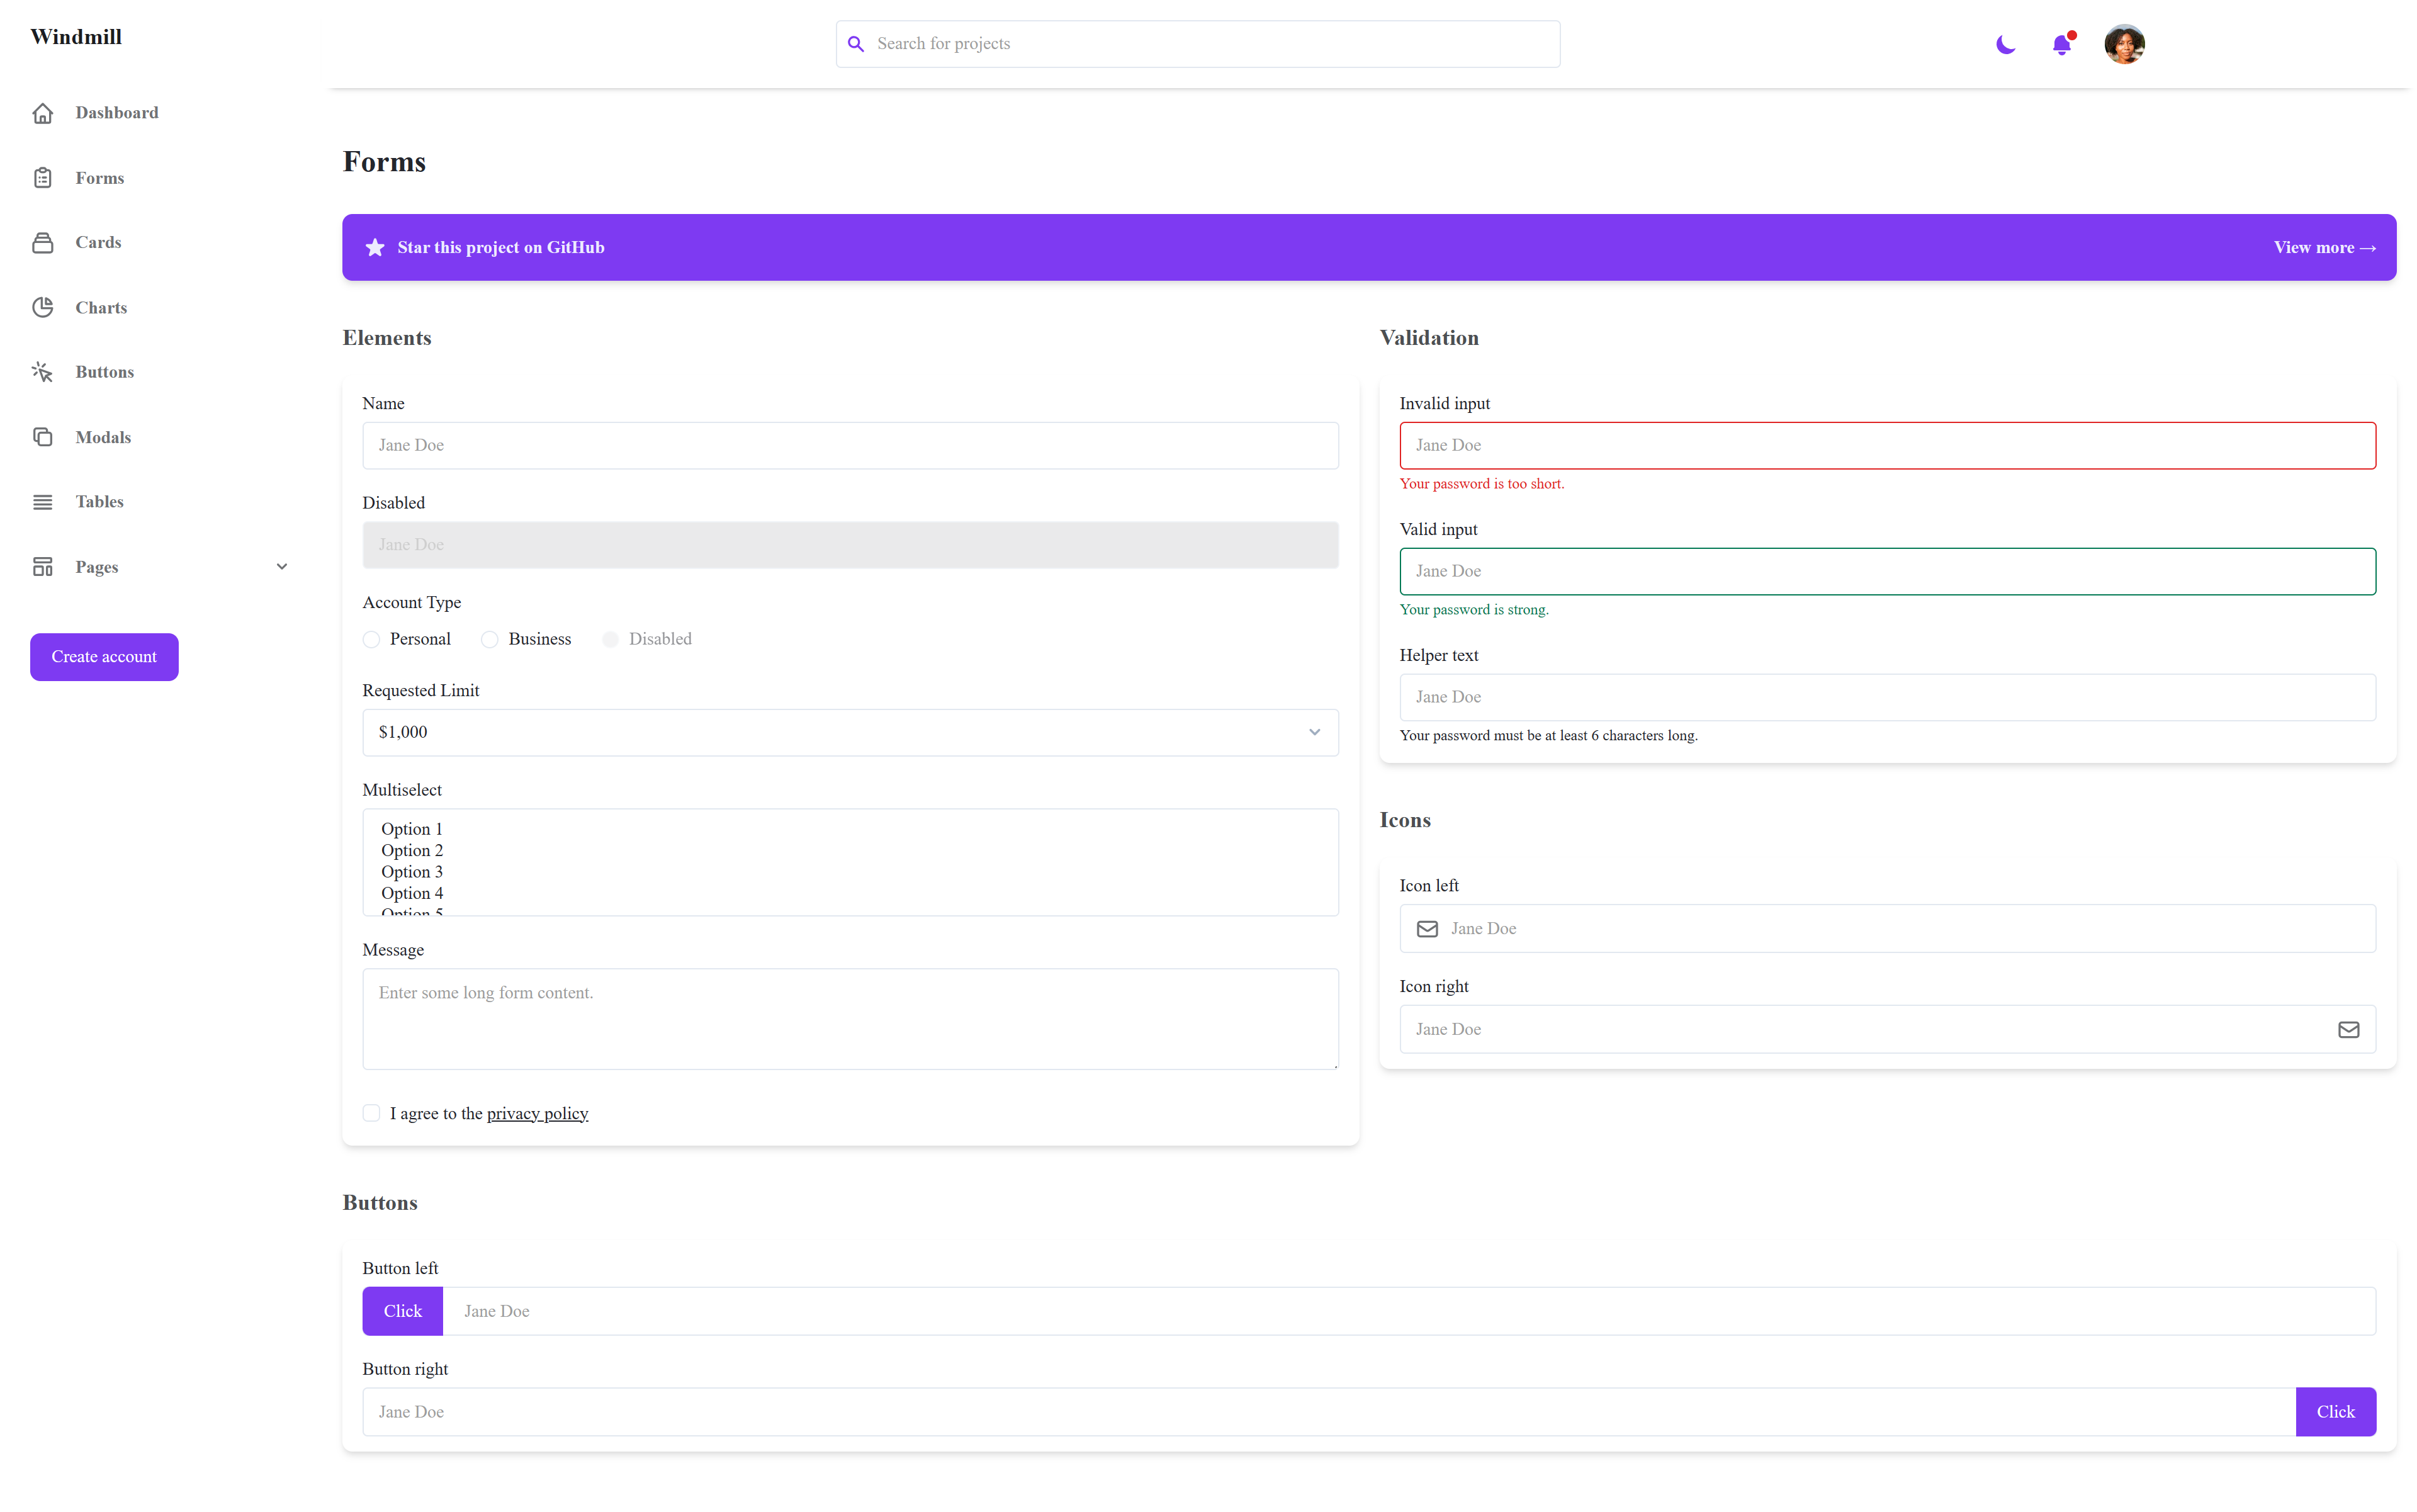 Windmill
Search for projects
Dashboard
Forms
Cards
Charts
Buttons
Modals
Tables
Pages
Create account
Forms
Star this project on GitHub
View more →
Elements
Name
Jane Doe
Disabled
Jane Doe
Account Type
Personal Business Disabled
Requested Limit
$1,000
Multiselect
Option 1
Option 2
Option 3
Option 4
Option 5
Message
Enter some long form content.
I agree to the privacy policy
Validation
Invalid input
Jane Doe
Your password is too short.
Valid input
Jane Doe
Your password is strong.
Helper text
Jane Doe
Your password must be at least 6 characters long.
Icons
Icon left
Jane Doe
Icon right
Jane Doe
Buttons
Button left
Click Jane Doe
Button right
Jane Doe Click